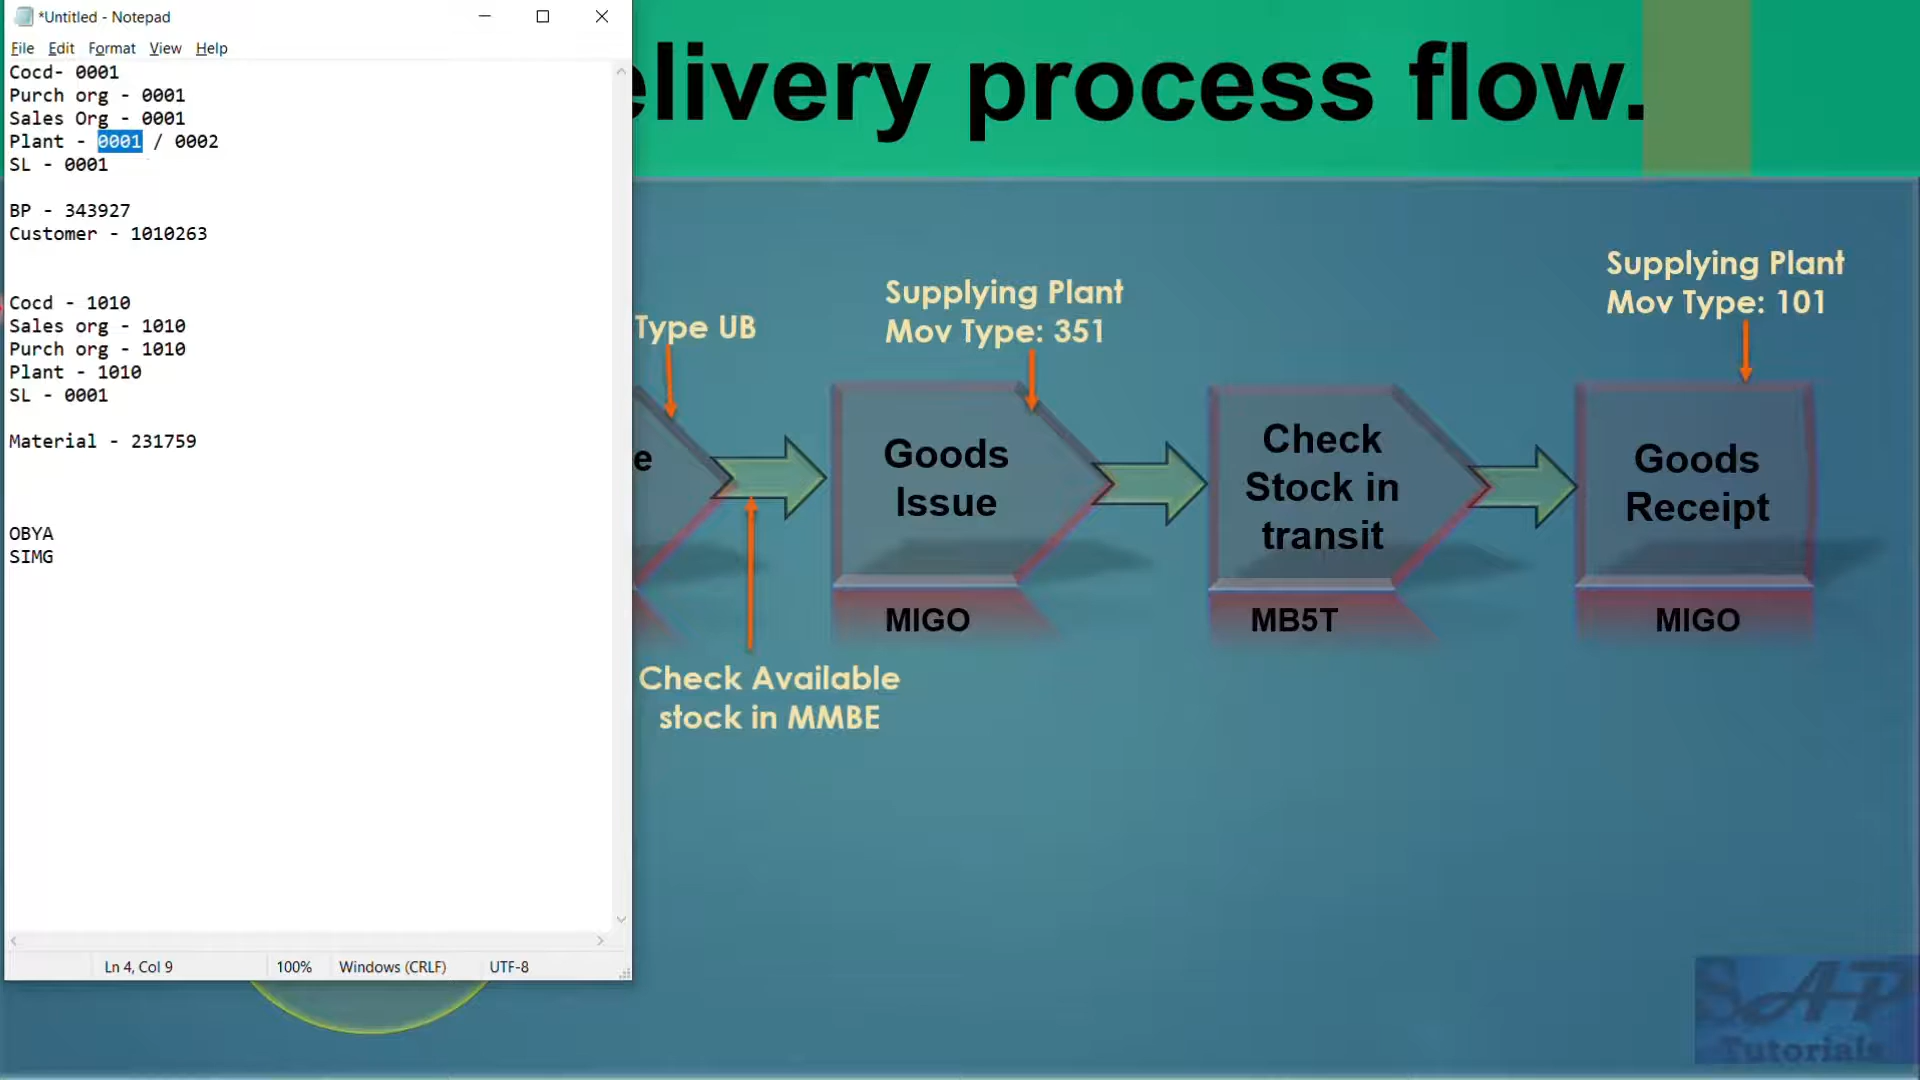 *Untitled - Notepad
File Edit Format View Help
Cocd- 0001
Purch org - 0001
Sales Org - 0001
Plant - 0001 / 0002
SL - 0001
BP - 343927
Customer - 1010263
Cocd - 1010
Sales org - 1010
Purch org - 1010
Plant - 1010
SL - 0001
Material - 231759
OBYA
SIMG
Ln 4, Col 9
100%
Windows (CRLF)
UTF-8
elivery process flow.
Type UB
Supplying Plant
Mov Type: 351
Supplying Plant
Mov Type: 101
e
Goods
Issue
Check
Stock in
transit
Goods
Receipt
MIGO
MB5T
MIGO
Check Available
stock in MMBE
SAP
Tutorials